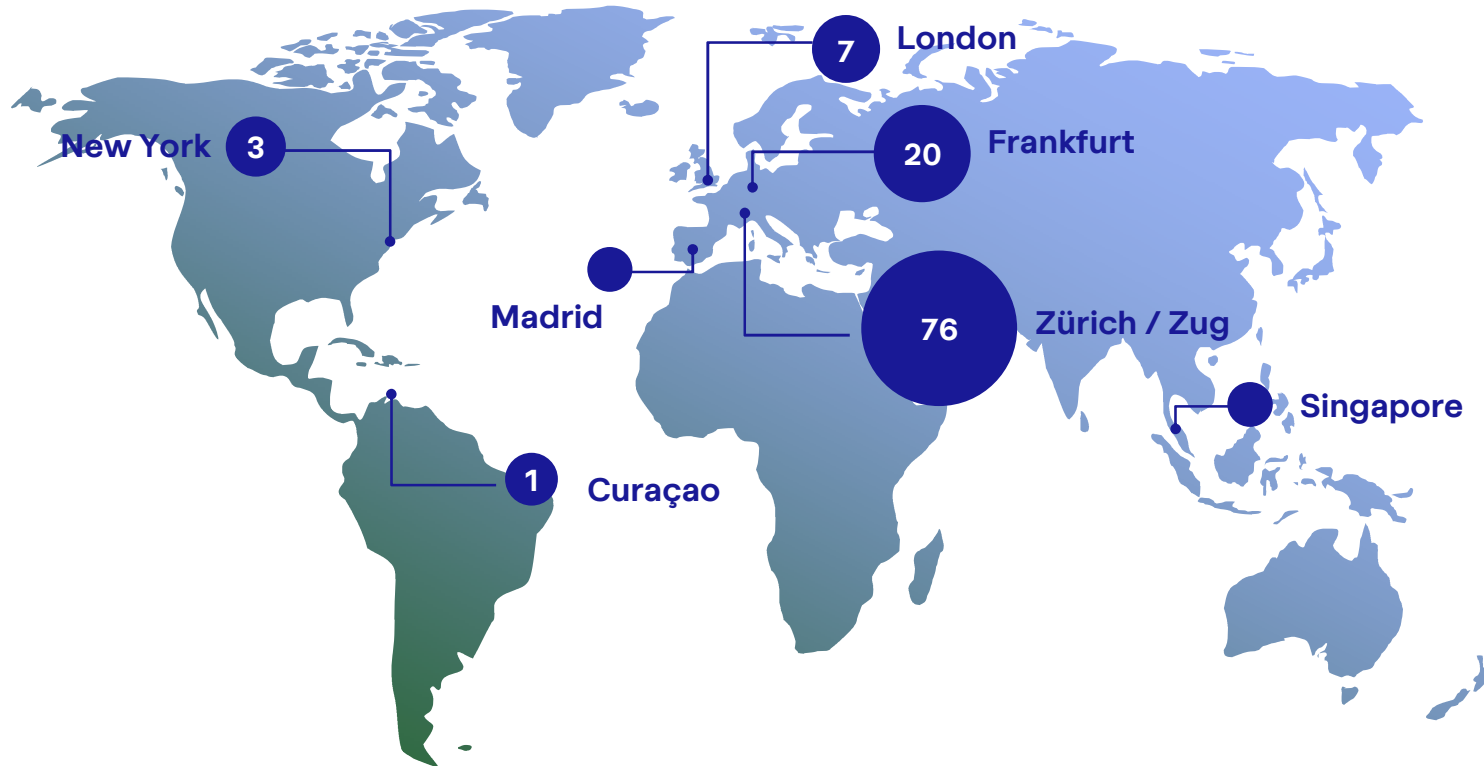 7
London
New York
3
20
Frankfurt
Madrid
76
Zürich / Zug
Singapore
1
Curaçao